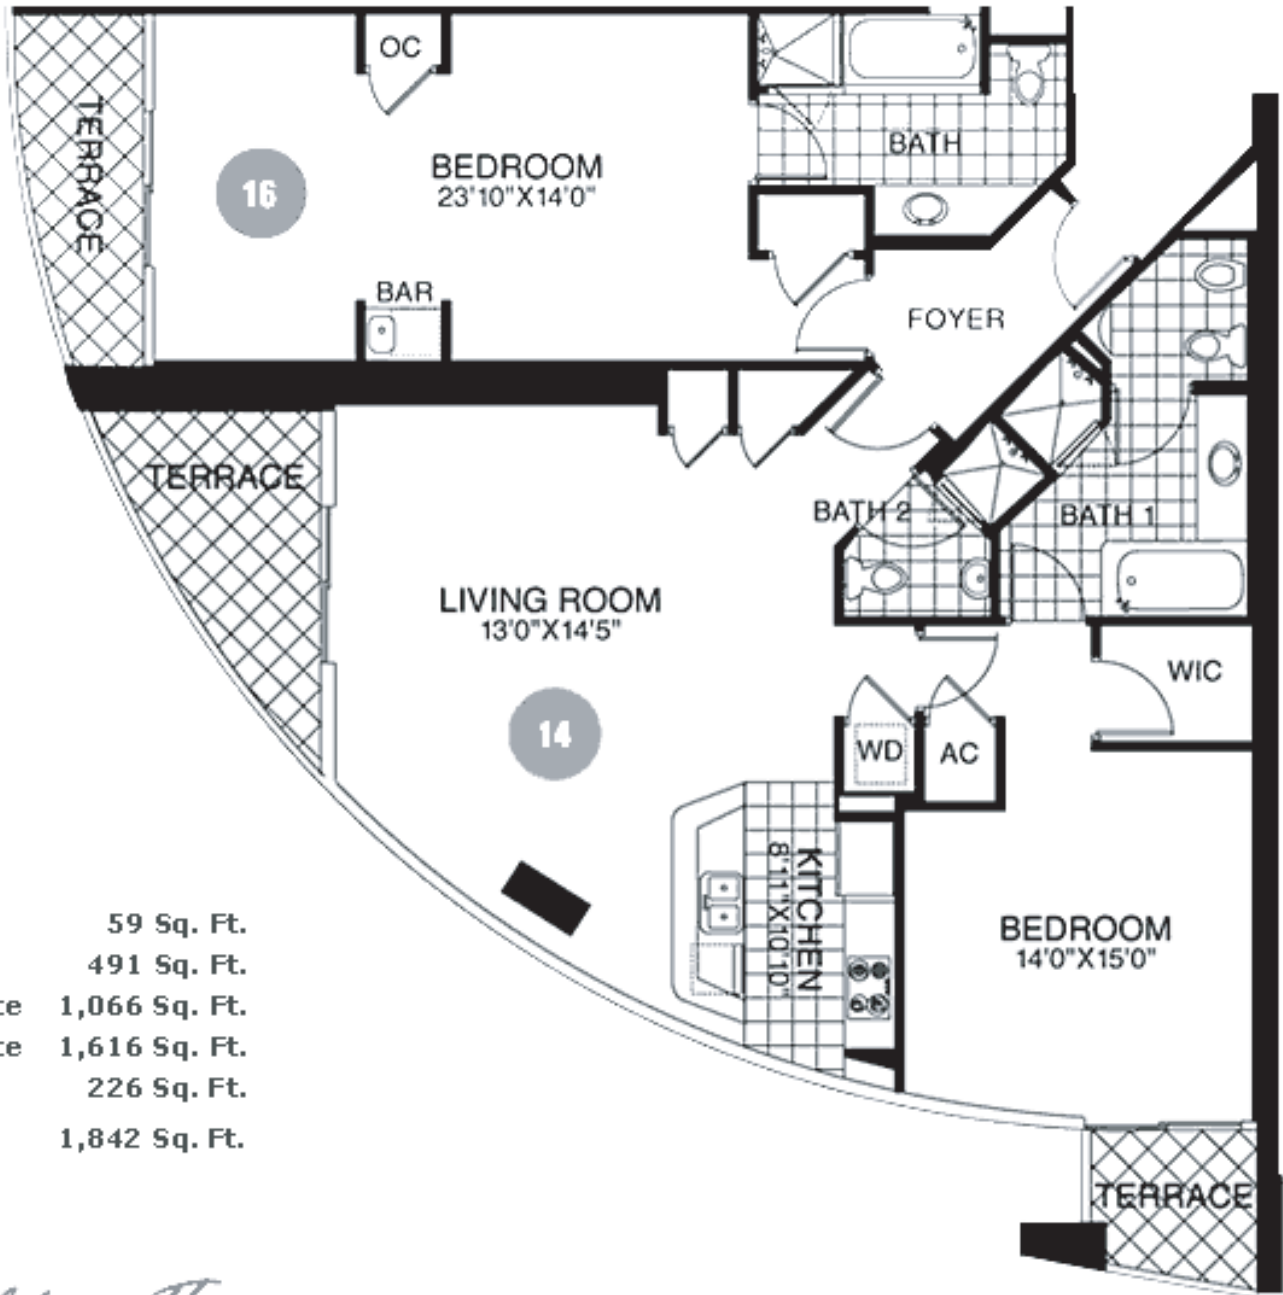 OC
TERRACE
BATH
BEDROOM
23'10"X14'0"
16
BAR
FOYER
TERRACE
BATH 2
BATH 1
LIVING ROOM
13'0"X14'5"
WIC
14
WD
AC
KITCHEN
8'11"X10'10"
BEDROOM
14'0"X15'0"
59 Sq. Ft.
491 Sq. Ft.
1,066 Sq. Ft.
1,616 Sq. Ft.
226 Sq. Ft.
1,842 Sq. Ft.
TERRACE